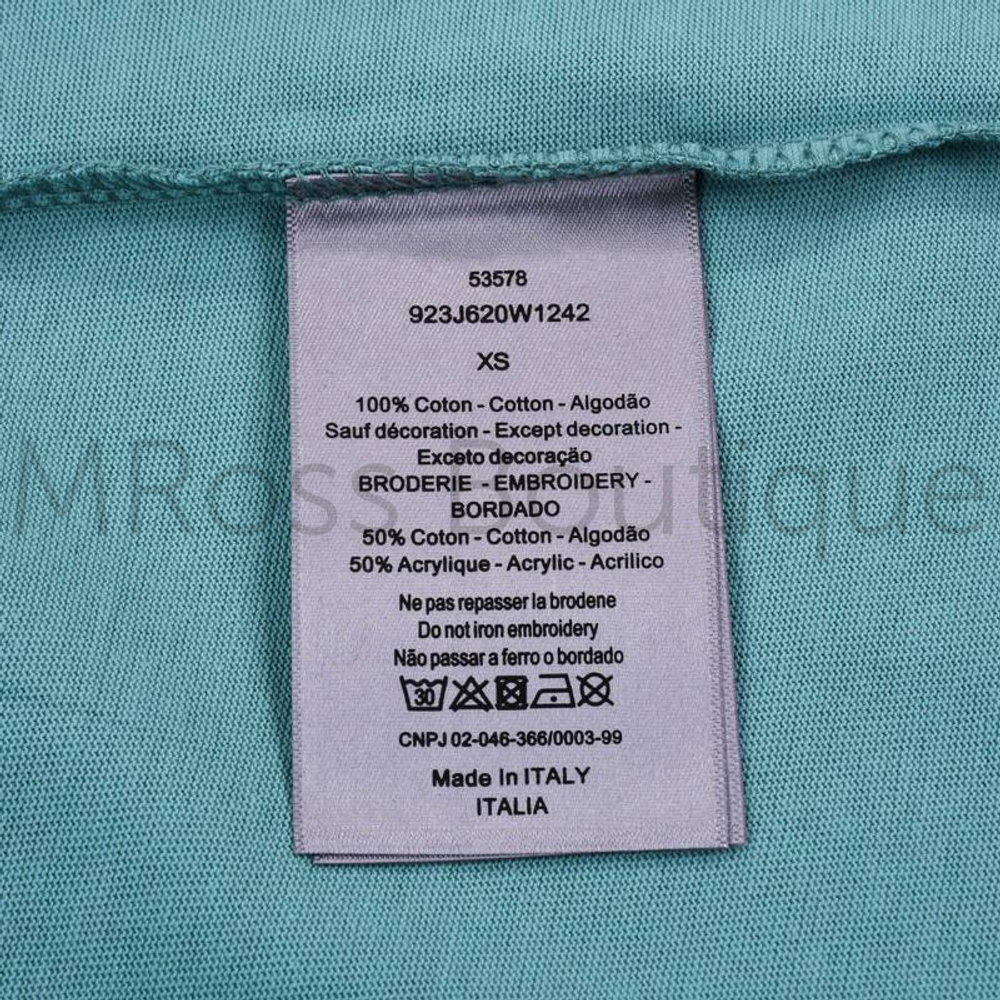 53578
923J620W1242
XS
100% Coton - Cotton - Algodão
Sauf décoration - Except decoration -
Exceto decoração
BRODERIE - EMBROIDERY -
BORDADO
50% Coton - Cotton - Algodão
50% Acrylique - Acrylic - Acrilico
Ne pas repasser la brodene
Do not iron embroidery
Não passar a ferro o bordado
30
CNPJ 02-046-366/0003-99
Made In ITALY
ITALIA
MRoss Boutique